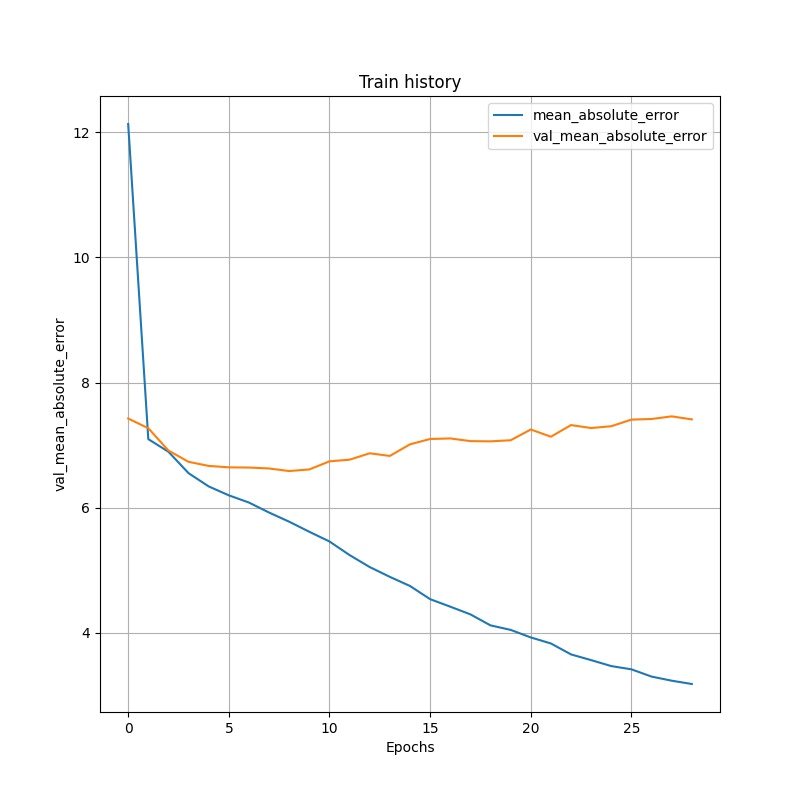 Train history
mean_absolute_error
val_mean_absolute_error
12
10
8
6
4
val_mean_absolute_error
0 5 10 15 20 25
Epochs